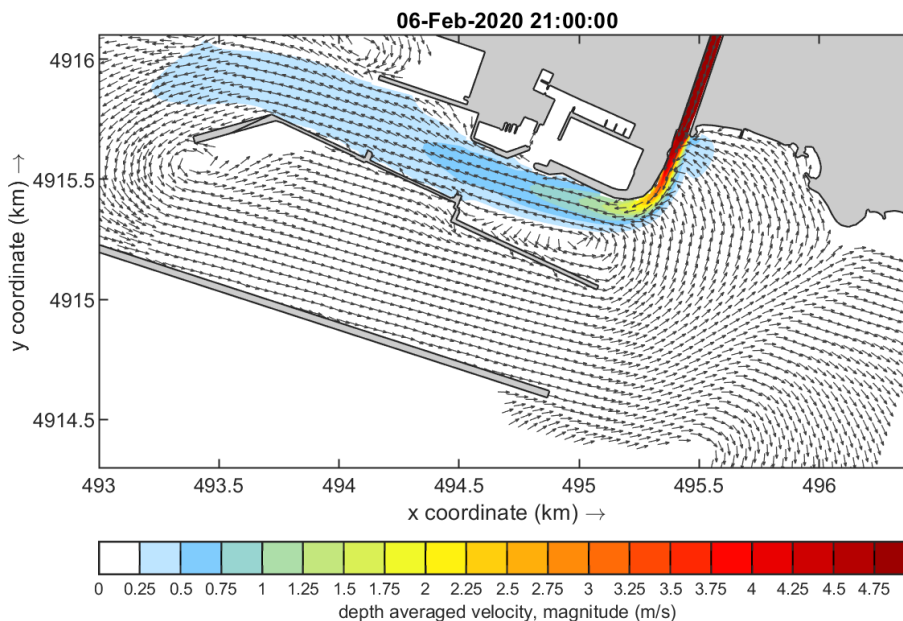 06-Feb-2020 21:00:00
4916
4915.5
4915
4914.5
y coordinate (km) →
493 493.5 494 494.5 495 495.5 496
x coordinate (km) →
0 0.25 0.5 0.75 1 1.25 1.5 1.75 2 2.25 2.5 2.75 3 3.25 3.5 3.75 4 4.25 4.5 4.75
depth averaged velocity, magnitude (m/s)